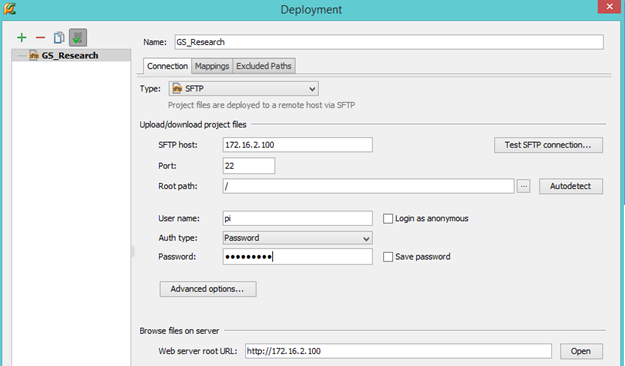 Deployment
GS_Research
Name: GS_Research
Connection Mappings Excluded Paths
Type: SFTP
Project files are deployed to a remote host via SFTP
Upload/download project files
SFTP host: 172.16.2.100 Test SFTP connection...
Port: 22
Root path: / ... Autodetect
User name: pi Login as anonymous
Auth type: Password
Password: ●●●●●●●●● Save password
Advanced options...
Browse files on server
Web server root URL: http://172.16.2.100 Open